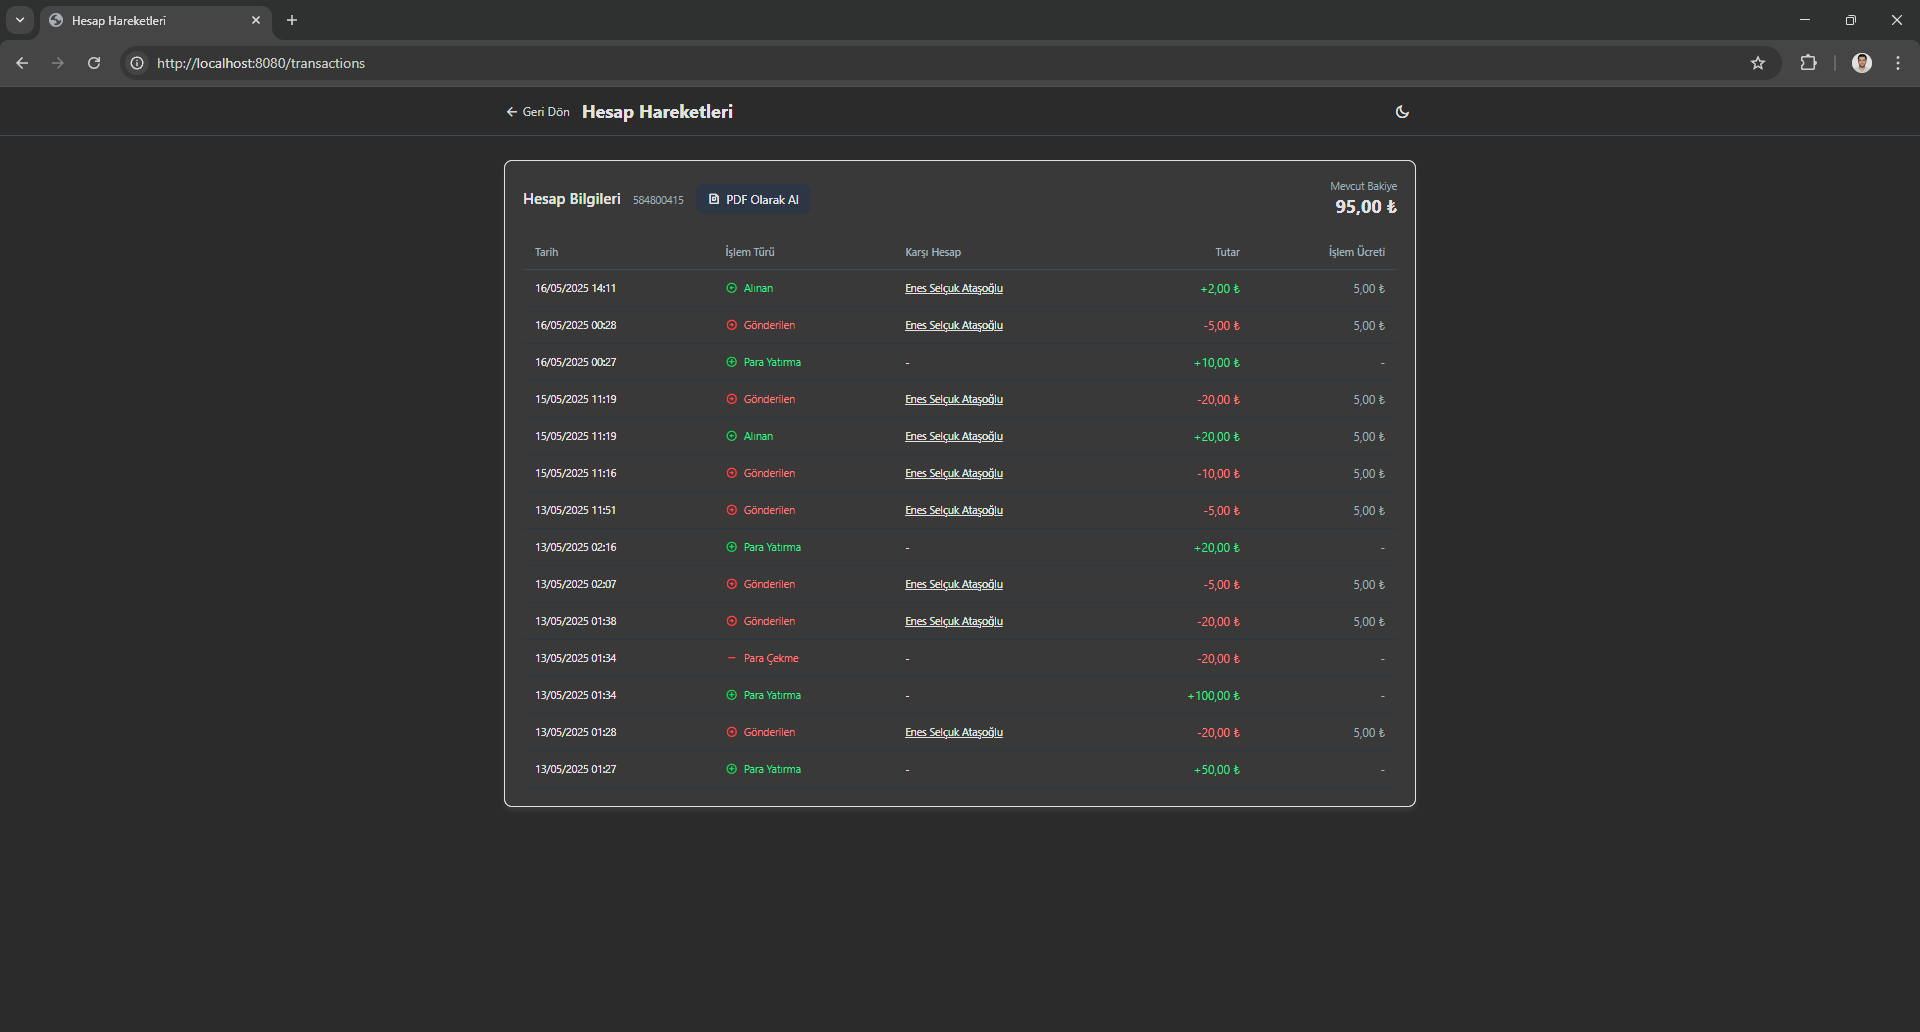 Hesap Hareketleri
http://localhost:8080/transactions
Geri Dön Hesap Hareketleri
Hesap Bilgileri 584800415 PDF Olarak Al
Mevcut Bakiye
95,00 ₺
Tarih İşlem Türü Karşı Hesap Tutar İşlem Ücreti
16/05/2025 14:11 Alınan Enes Selçuk Ataşoğlu +2,00 ₺ 5,00 ₺
16/05/2025 00:28 Gönderilen Enes Selçuk Ataşoğlu -5,00 ₺ 5,00 ₺
16/05/2025 00:27 Para Yatırma - +10,00 ₺ -
15/05/2025 11:19 Gönderilen Enes Selçuk Ataşoğlu -20,00 ₺ 5,00 ₺
15/05/2025 11:19 Alınan Enes Selçuk Ataşoğlu +20,00 ₺ 5,00 ₺
15/05/2025 11:16 Gönderilen Enes Selçuk Ataşoğlu -10,00 ₺ 5,00 ₺
13/05/2025 11:51 Gönderilen Enes Selçuk Ataşoğlu -5,00 ₺ 5,00 ₺
13/05/2025 02:16 Para Yatırma - +20,00 ₺ -
13/05/2025 02:07 Gönderilen Enes Selçuk Ataşoğlu -5,00 ₺ 5,00 ₺
13/05/2025 01:38 Gönderilen Enes Selçuk Ataşoğlu -20,00 ₺ 5,00 ₺
13/05/2025 01:34 Para Çekme - -20,00 ₺ -
13/05/2025 01:34 Para Yatırma - +100,00 ₺ -
13/05/2025 01:28 Gönderilen Enes Selçuk Ataşoğlu -20,00 ₺ 5,00 ₺
13/05/2025 01:27 Para Yatırma - +50,00 ₺ -